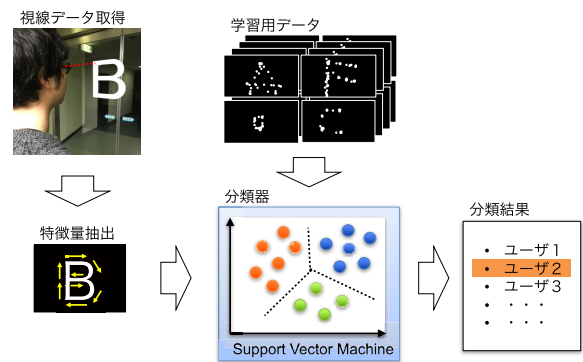 視線データ取得
B
学習用データ
特徴量抽出
B
分類器
Support Vector Machine
分類結果
・ ユーザ1
・ ユーザ2
・ ユーザ3
・ ・・・
・ ・・・